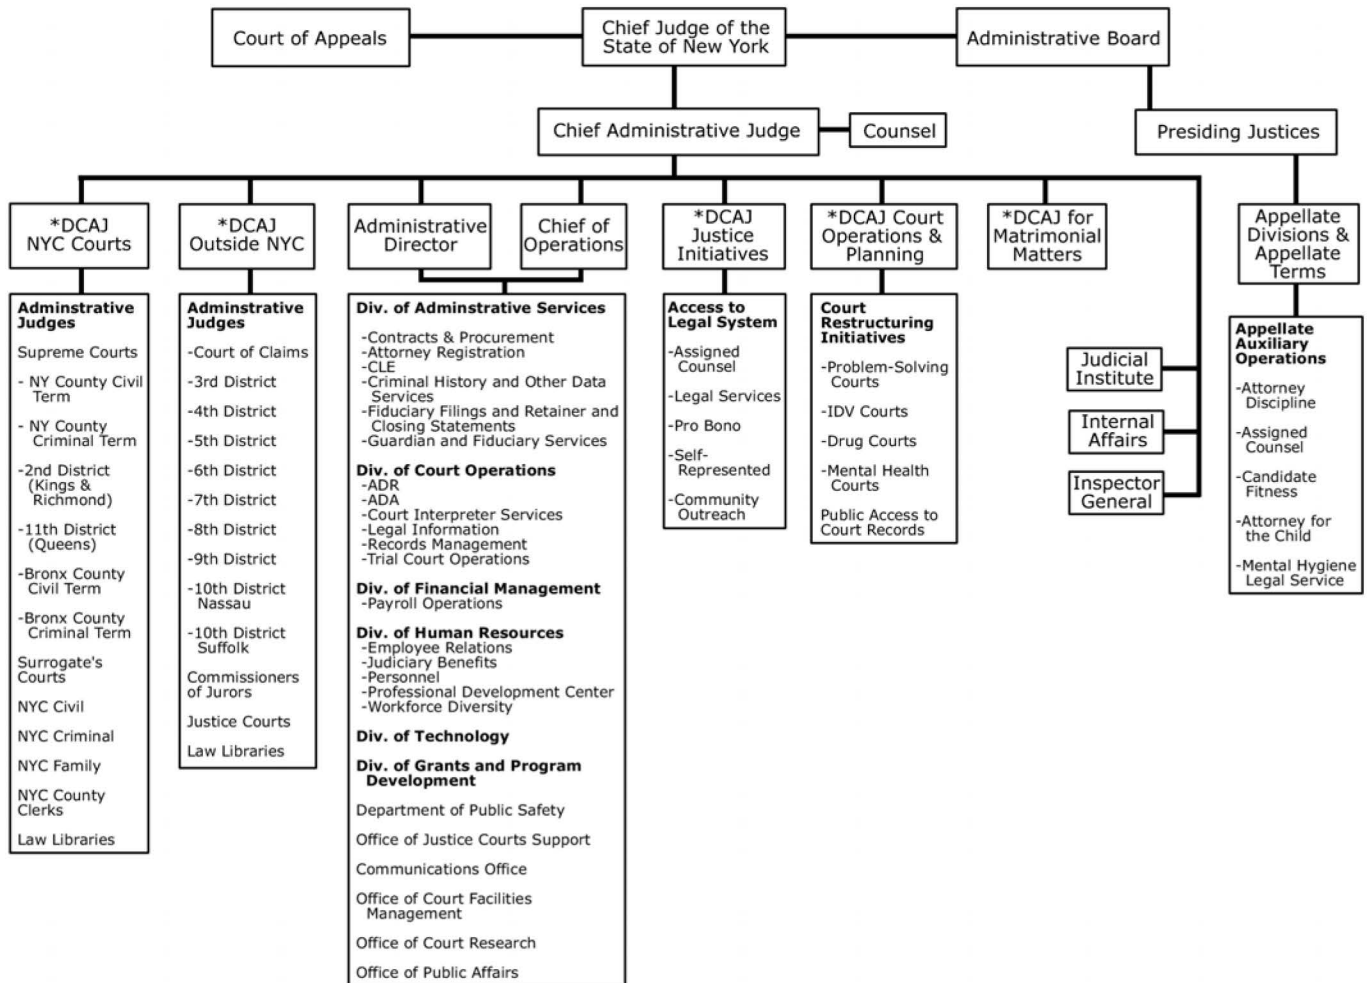 Court of Appeals
Chief Judge of the
State of New York
Administrative Board
Chief Administrative Judge
Counsel
Presiding Justices
*DCAJ
NYC Courts
*DCAJ
Outside NYC
Administrative
Director
Chief of
Operations
*DCAJ
Justice
Initiatives
*DCAJ Court
Operations &
Planning
*DCAJ for
Matrimonial
Matters
Appellate
Divisions &
Appellate
Terms
Adminstrative
Judges
Supreme Courts
- NY County Civil
Term
- NY County
Criminal Term
-2nd District
(Kings &
Richmond)
-11th District
(Queens)
-Bronx County
Civil Term
-Bronx County
Criminal Term
Surrogate's
Courts
NYC Civil
NYC Criminal
NYC Family
NYC County
Clerks
Law Libraries
Adminstrative
Judges
-Court of Claims
-3rd District
-4th District
-5th District
-6th District
-7th District
-8th District
-9th District
-10th District
Nassau
-10th District
Suffolk
Commissioners
of Jurors
Justice Courts
Law Libraries
Div. of Adminstrative Services
-Contracts & Procurement
-Attorney Registration
-CLE
-Criminal History and Other Data
Services
-Fiduciary Filings and Retainer and
Closing Statements
-Guardian and Fiduciary Services
Div. of Court Operations
-ADR
-ADA
-Court Interpreter Services
-Legal Information
-Records Management
-Trial Court Operations
Div. of Financial Management
-Payroll Operations
Div. of Human Resources
-Employee Relations
-Judiciary Benefits
-Personnel
-Professional Development Center
-Workforce Diversity
Div. of Technology
Div. of Grants and Program
Development
Department of Public Safety
Office of Justice Courts Support
Communications Office
Office of Court Facilities
Management
Office of Court Research
Office of Public Affairs
Access to
Legal System
-Assigned
Counsel
-Legal Services
-Pro Bono
-Self-
Represented
-Community
Outreach
Court
Restructuring
Initiatives
-Problem-Solving
Courts
-IDV Courts
-Drug Courts
-Mental Health
Courts
Public Access to
Court Records
Judicial
Institute
Internal
Affairs
Inspector
General
Appellate
Auxiliary
Operations
-Attorney
Discipline
-Assigned
Counsel
-Candidate
Fitness
-Attorney for
the Child
-Mental Hygiene
Legal Service